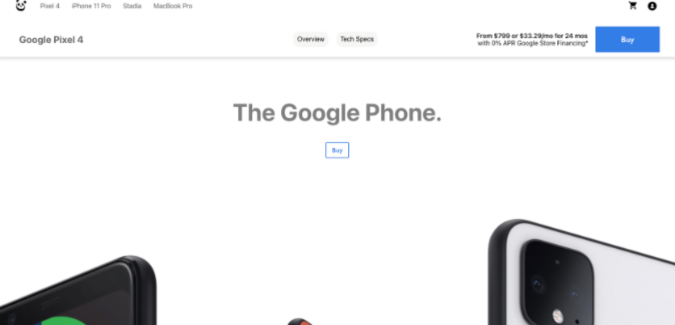 Pixel 4 iPhone 11 Pro Stadia MacBook Pro
Google Pixel 4
Overview Tech Specs
From $799 or $33.29/mo for 24 mos
with 0% APR Google Store Financing*
Buy
The Google Phone.
Buy